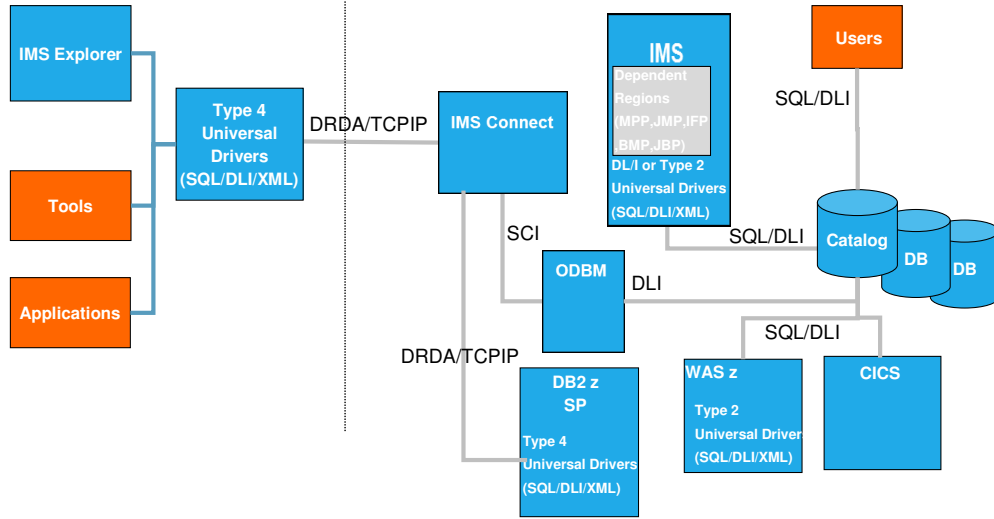 IMS Explorer
Tools
Applications
Type 4
Universal
Drivers
(SQL/DLI/XML)
DRDA/TCPIP
IMS Connect
SCI
ODBM
DLI
DRDA/TCPIP
DB2 z
SP
Type 4
Universal Drivers
(SQL/DLI/XML)
IMS
Dependent
Regions
(MPP,JMP,IFP
,BMP,JBP)
DL/I or Type 2
Universal Drivers
(SQL/DLI/XML)
SQL/DLI
Users
SQL/DLI
Catalog
DB
DB
SQL/DLI
WAS z
Type 2
Universal Drivers
(SQL/DLI/XML)
CICS